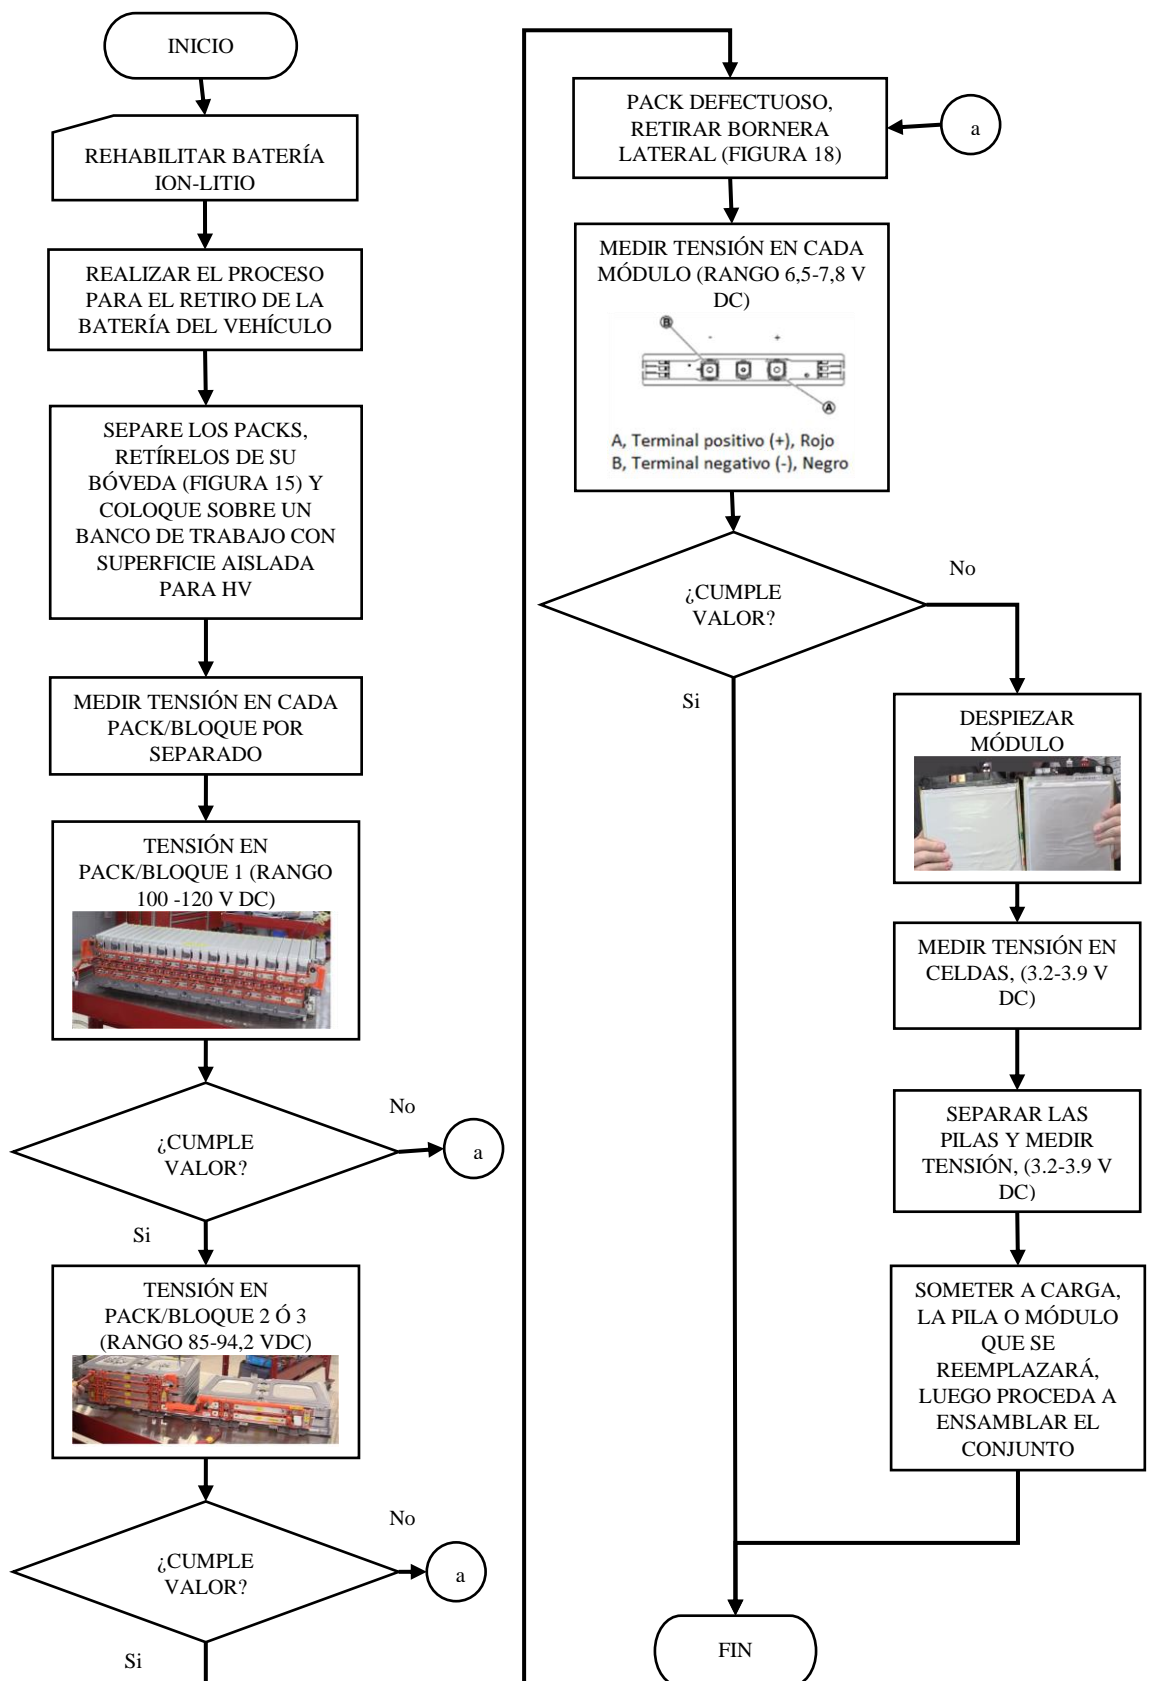 INICIO
REHABILITAR BATERÍA
ION-LITIO
REALIZAR EL PROCESO
PARA EL RETIRO DE LA
BATERÍA DEL VEHÍCULO
SEPARE LOS PACKS,
RETÍRELOS DE SU
BÓVEDA (FIGURA 15) Y
COLOQUE SOBRE UN
BANCO DE TRABAJO CON
SUPERFICIE AISLADA
PARA HV
MEDIR TENSIÓN EN CADA
PACK/BLOQUE POR
SEPARADO
TENSIÓN EN
PACK/BLOQUE 1 (RANGO
100 -120 V DC)
¿CUMPLE
VALOR?
No
a
Si
TENSIÓN EN
PACK/BLOQUE 2 Ó 3
(RANGO 85-94,2 VDC)
¿CUMPLE
VALOR?
No
a
Si
PACK DEFECTUOSO,
RETIRAR BORNERA
LATERAL (FIGURA 18)
a
MEDIR TENSIÓN EN CADA
MÓDULO (RANGO 6,5-7,8 V
DC)
B
- +
A
A, Terminal positivo (+), Rojo
B, Terminal negativo (-), Negro
¿CUMPLE
VALOR?
No
Si
DESPIEZAR
MÓDULO
MEDIR TENSIÓN EN
CELDAS, (3.2-3.9 V
DC)
SEPARAR LAS
PILAS Y MEDIR
TENSIÓN, (3.2-3.9 V
DC)
SOMETER A CARGA,
LA PILA O MÓDULO
QUE SE
REEMPLAZARÁ,
LUEGO PROCEDA A
ENSAMBLAR EL
CONJUNTO
FIN